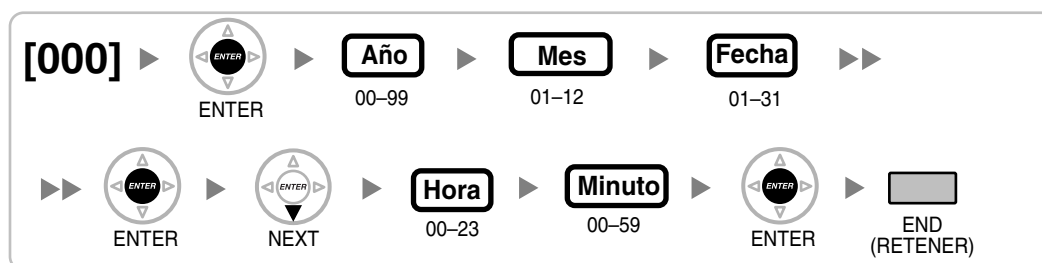 [000] ENTER Año Mes Fecha
ENTER 00–99 01–12 01–31
ENTER ENTER Hora Minuto ENTER
ENTER NEXT 00–23 00–59 ENTER END
(RETENER)